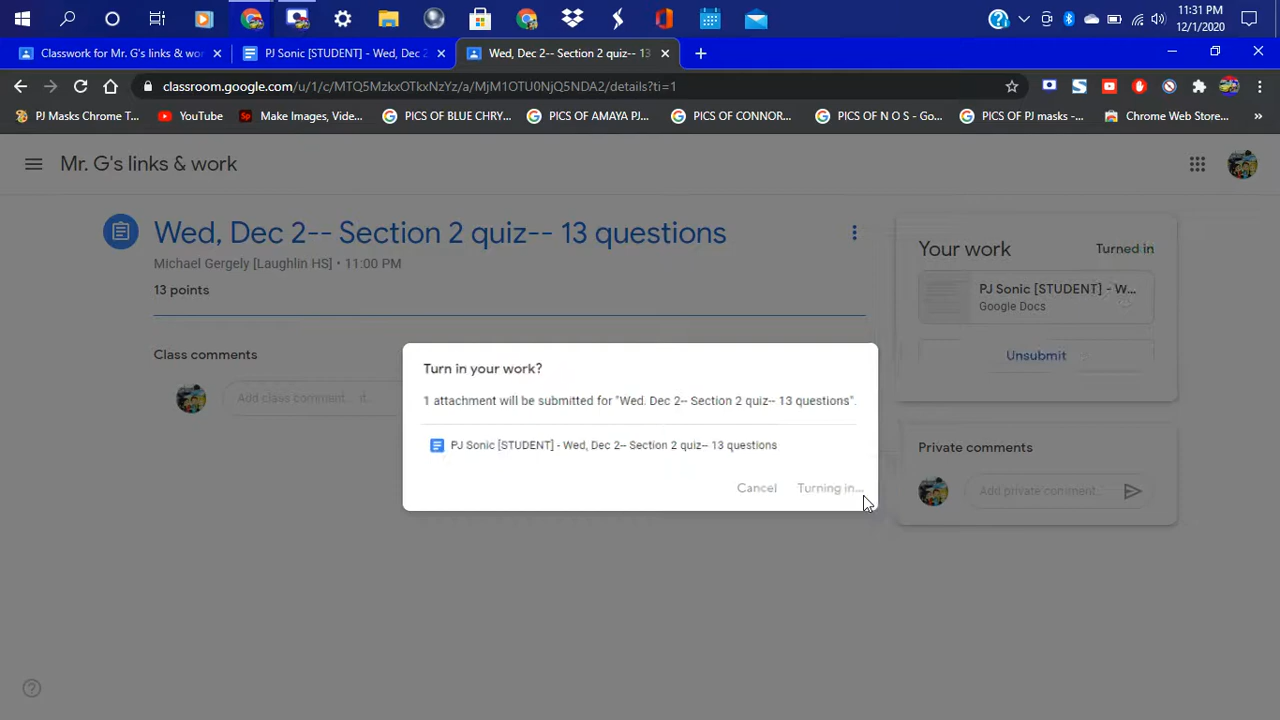 11:31 PM
12/1/2020
Classwork for Mr. G's links & wor
PJ Sonic [STUDENT] - Wed, Dec 2
Wed, Dec 2-- Section 2 quiz-- 13
classroom.google.com/u/1/c/MTQ5MzkxOTkxNzYz/a/MjM1OTU0NjQ5NDA2/details?ti=1
PJ Masks Chrome T...
YouTube
Make Images, Vide...
PICS OF BLUE CHRY...
PICS OF AMAYA PJ...
PICS OF CONNOR...
PICS OF N O S - Go...
PICS OF PJ masks -...
Chrome Web Store...
Mr. G's links & work
Wed, Dec 2-- Section 2 quiz-- 13 questions
Michael Gergely [Laughlin HS] • 11:00 PM
13 points
Class comments
Add class comment...
Your work
Turned in
PJ Sonic [STUDENT] - W...
Google Docs
Unsubmit
Private comments
Add private comment...
Turn in your work?
1 attachment will be submitted for "Wed, Dec 2-- Section 2 quiz-- 13 questions".
PJ Sonic [STUDENT] - Wed, Dec 2-- Section 2 quiz-- 13 questions
Cancel
Turning in...